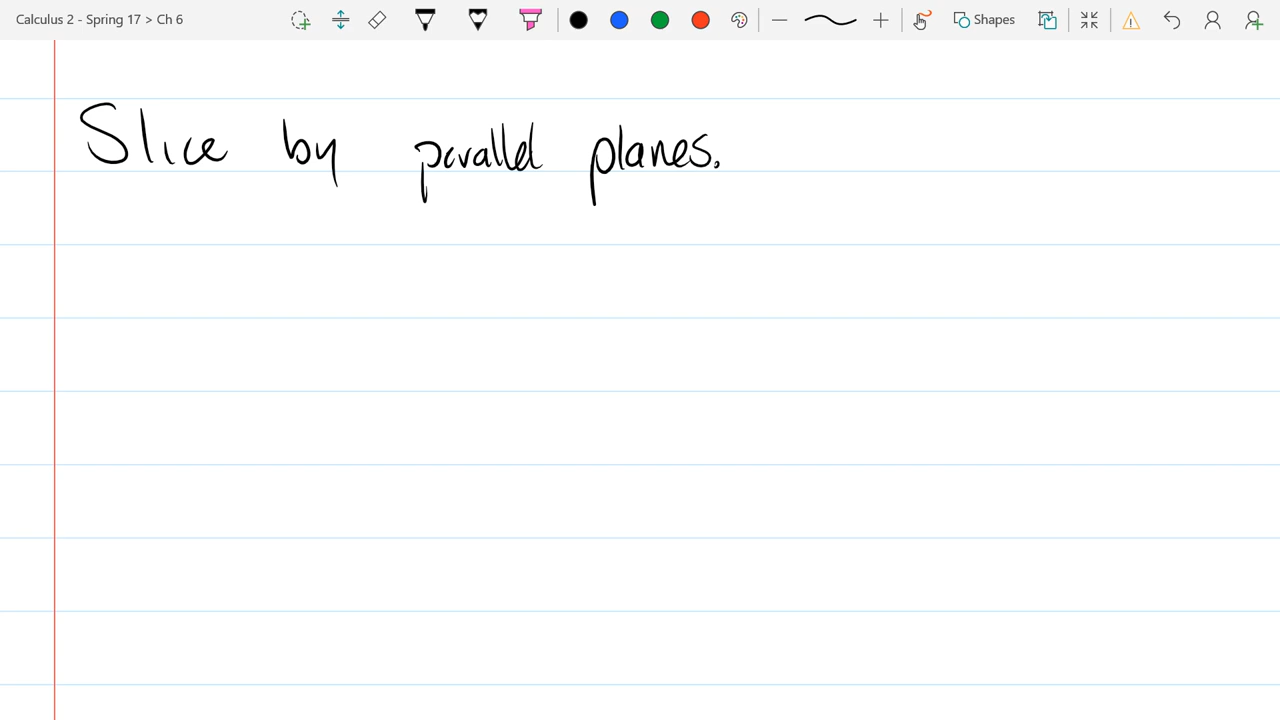 Calculus 2 - Spring 17 > Ch 6
Shapes
Slice by parallel planes.